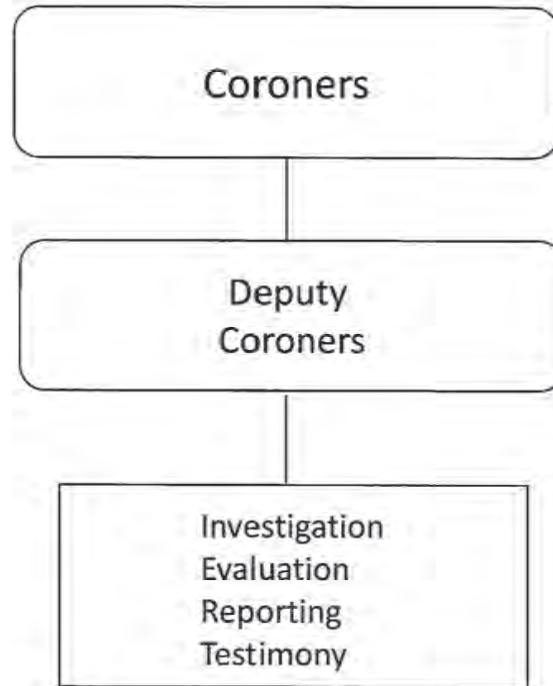 Coroners
Deputy
Coroners
Investigation
Evaluation
Reporting
Testimony